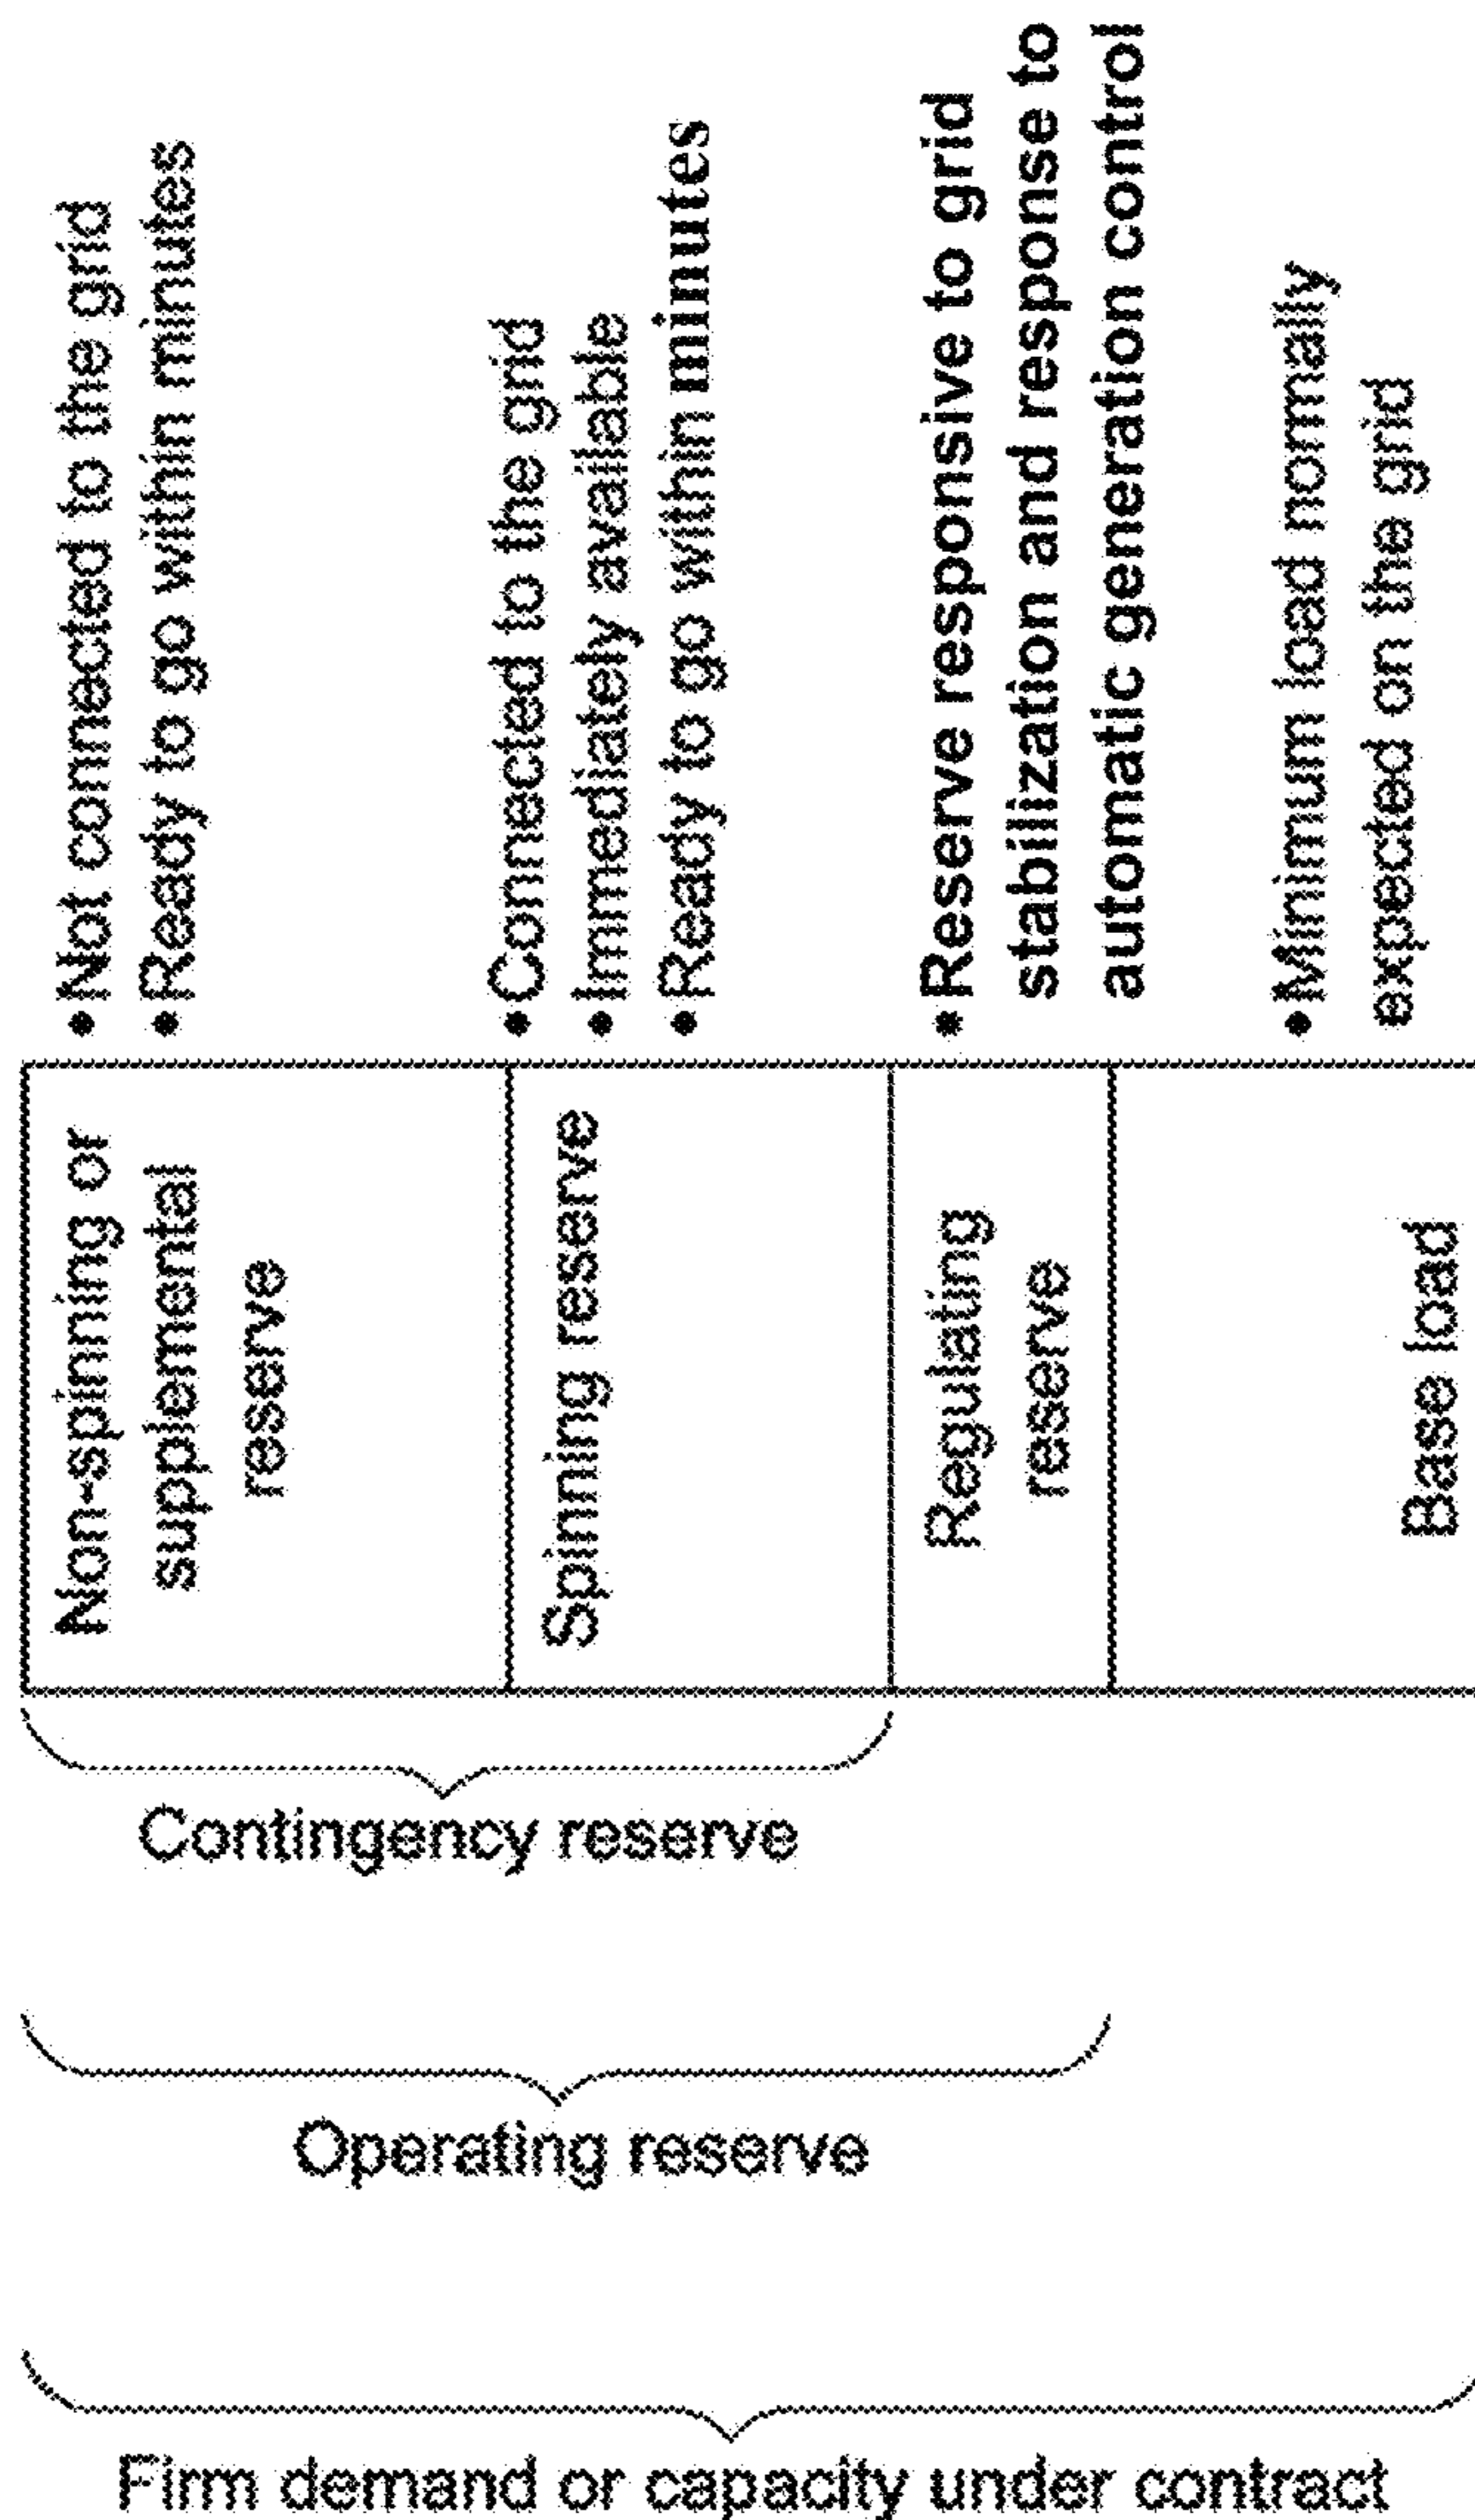 Non-spinning or
supplemental
reserve
•Not connected to the grid
•Ready to go within minutes
Spinning reserve
•Connected to the grid
•Immediately available
•Ready to go within minutes
Regulating
reserve
•Reserve responsive to grid
stabilization and response to
automatic generation control
Base load
•Minimum load normally
expected on the grid
Contingency reserve
Operating reserve
Firm demand or capacity under contract